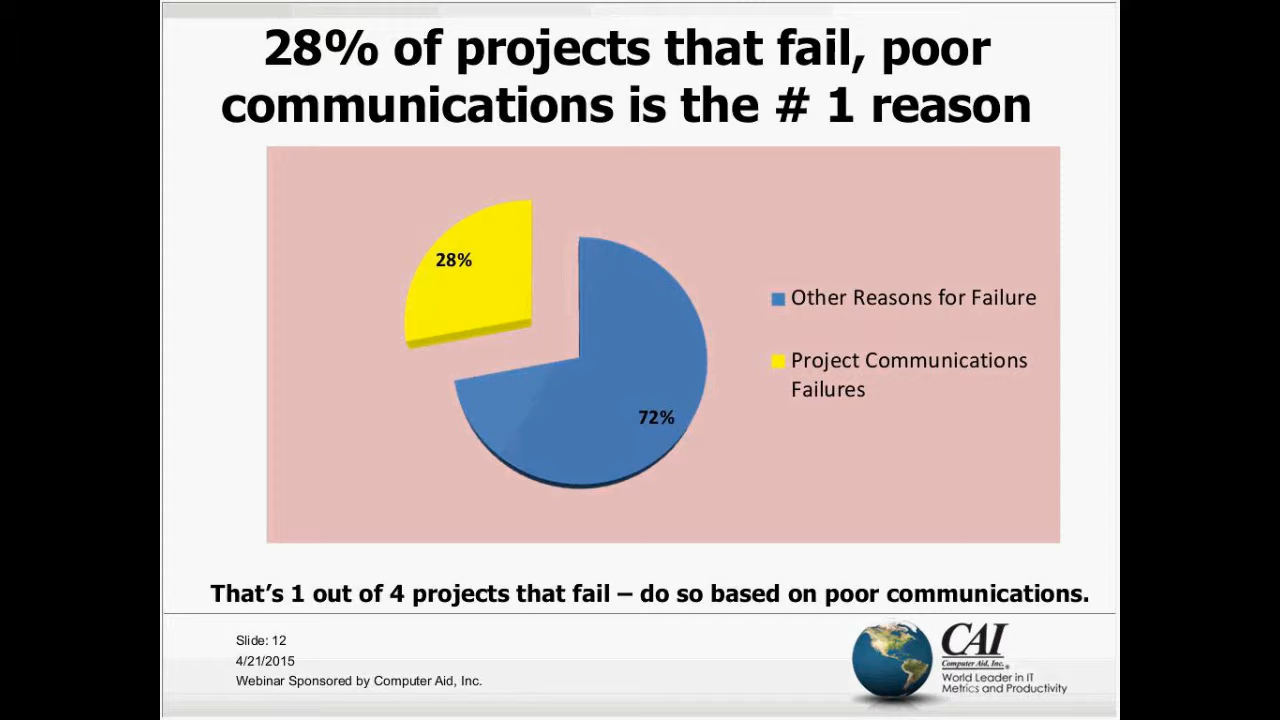 28% of projects that fail, poor
communications is the # 1 reason
28%
72%
Other Reasons for Failure
Project Communications
Failures
That's 1 out of 4 projects that fail – do so based on poor communications.
Slide: 12
4/21/2015
Webinar Sponsored by Computer Aid, Inc.
CAI
Computer Aid, Inc.®
World Leader in IT
Metrics and Productivity